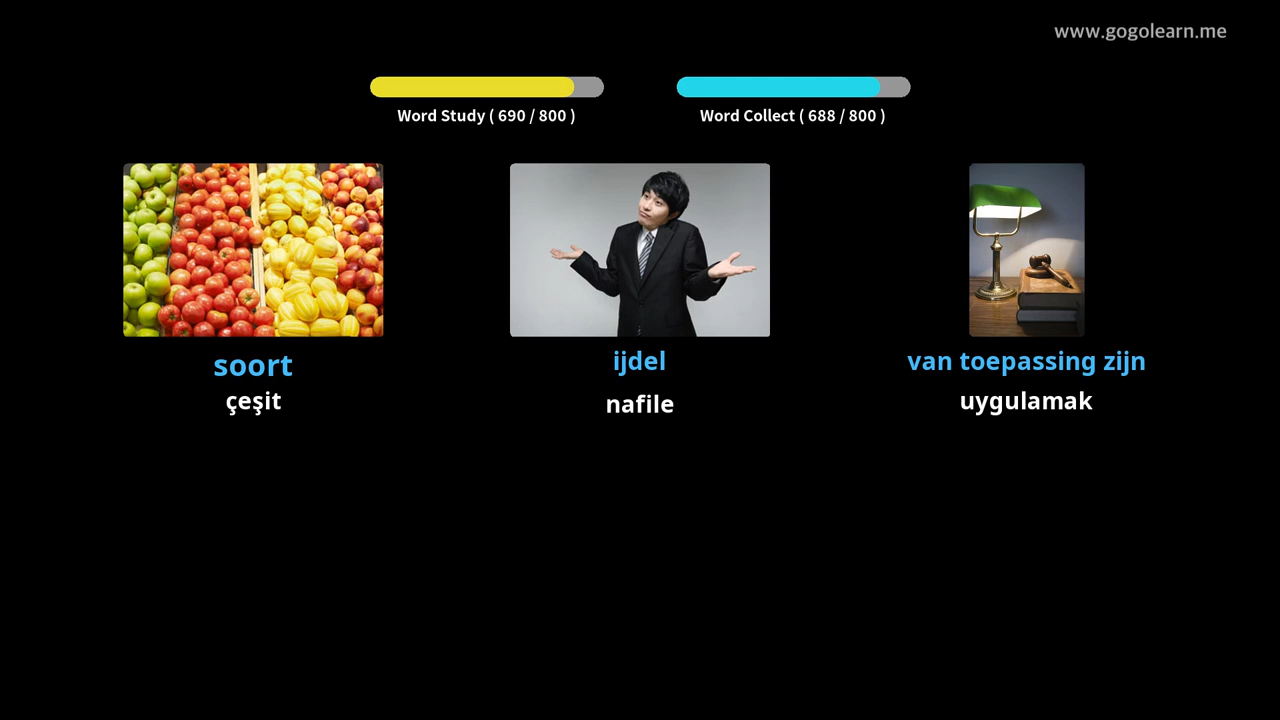 www.gogolearn.me
Word Study ( 690 / 800 )
Word Collect ( 688 / 800 )
soort
çeşit
ijdel
nafile
van toepassing zijn
uygulamak